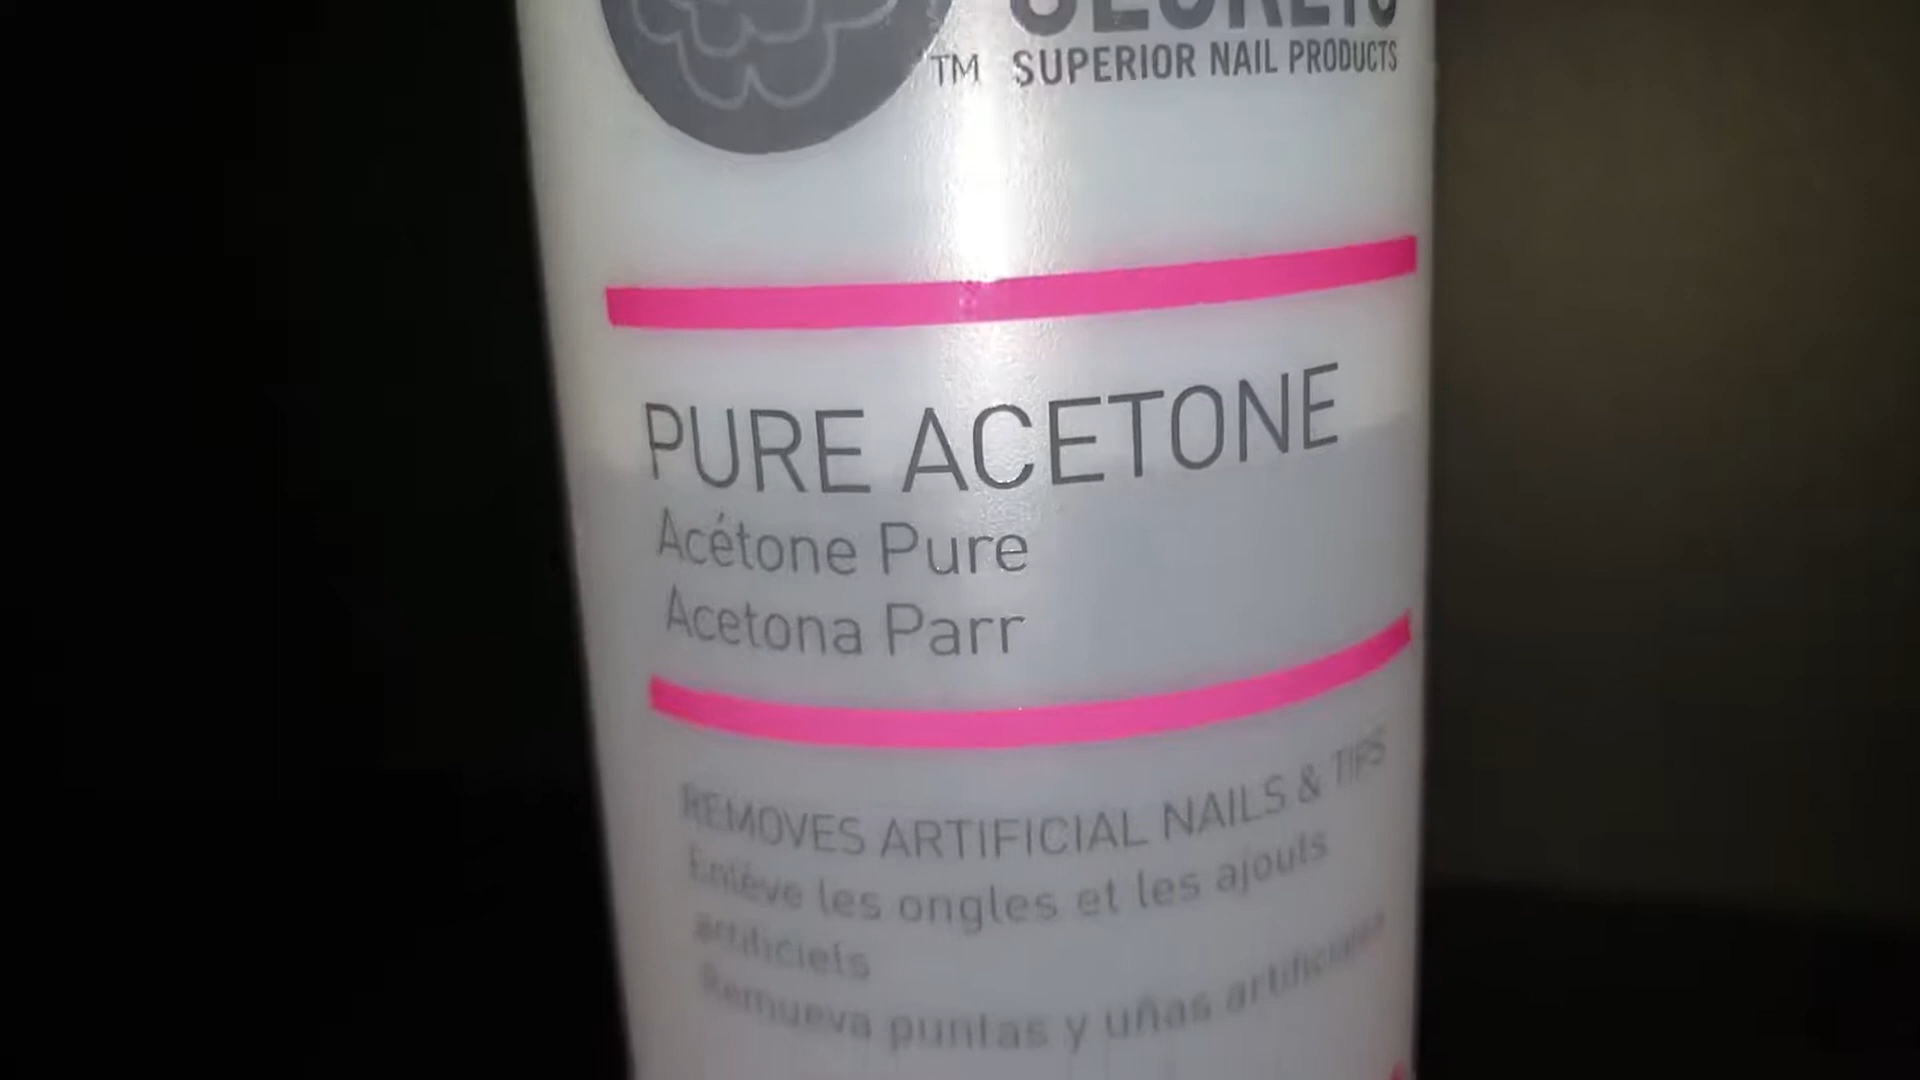 TM SUPERIOR NAIL PRODUCTS
PURE ACETONE
Acétone Pure
Acetona Parr
REMOVES ARTIFICIAL NAILS & TIPS
Enlève les ongles et les ajouts
artificiels
Remueva puntas y uñas artificiales